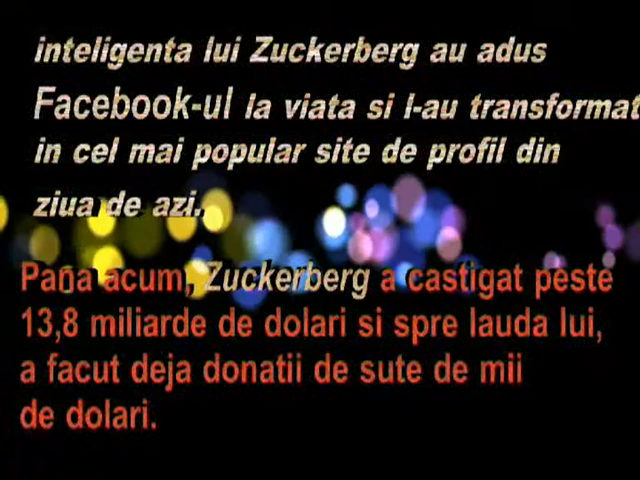 inteligenta lui Zuckerberg au adus
Facebook-ul la viata si l-au transformat
in cel mai popular site de profil din
ziua de azi.
Pana acum, Zuckerberg a castigat peste
13,8 miliarde de dolari si spre lauda lui,
a facut deja donatii de sute de mii
de dolari.